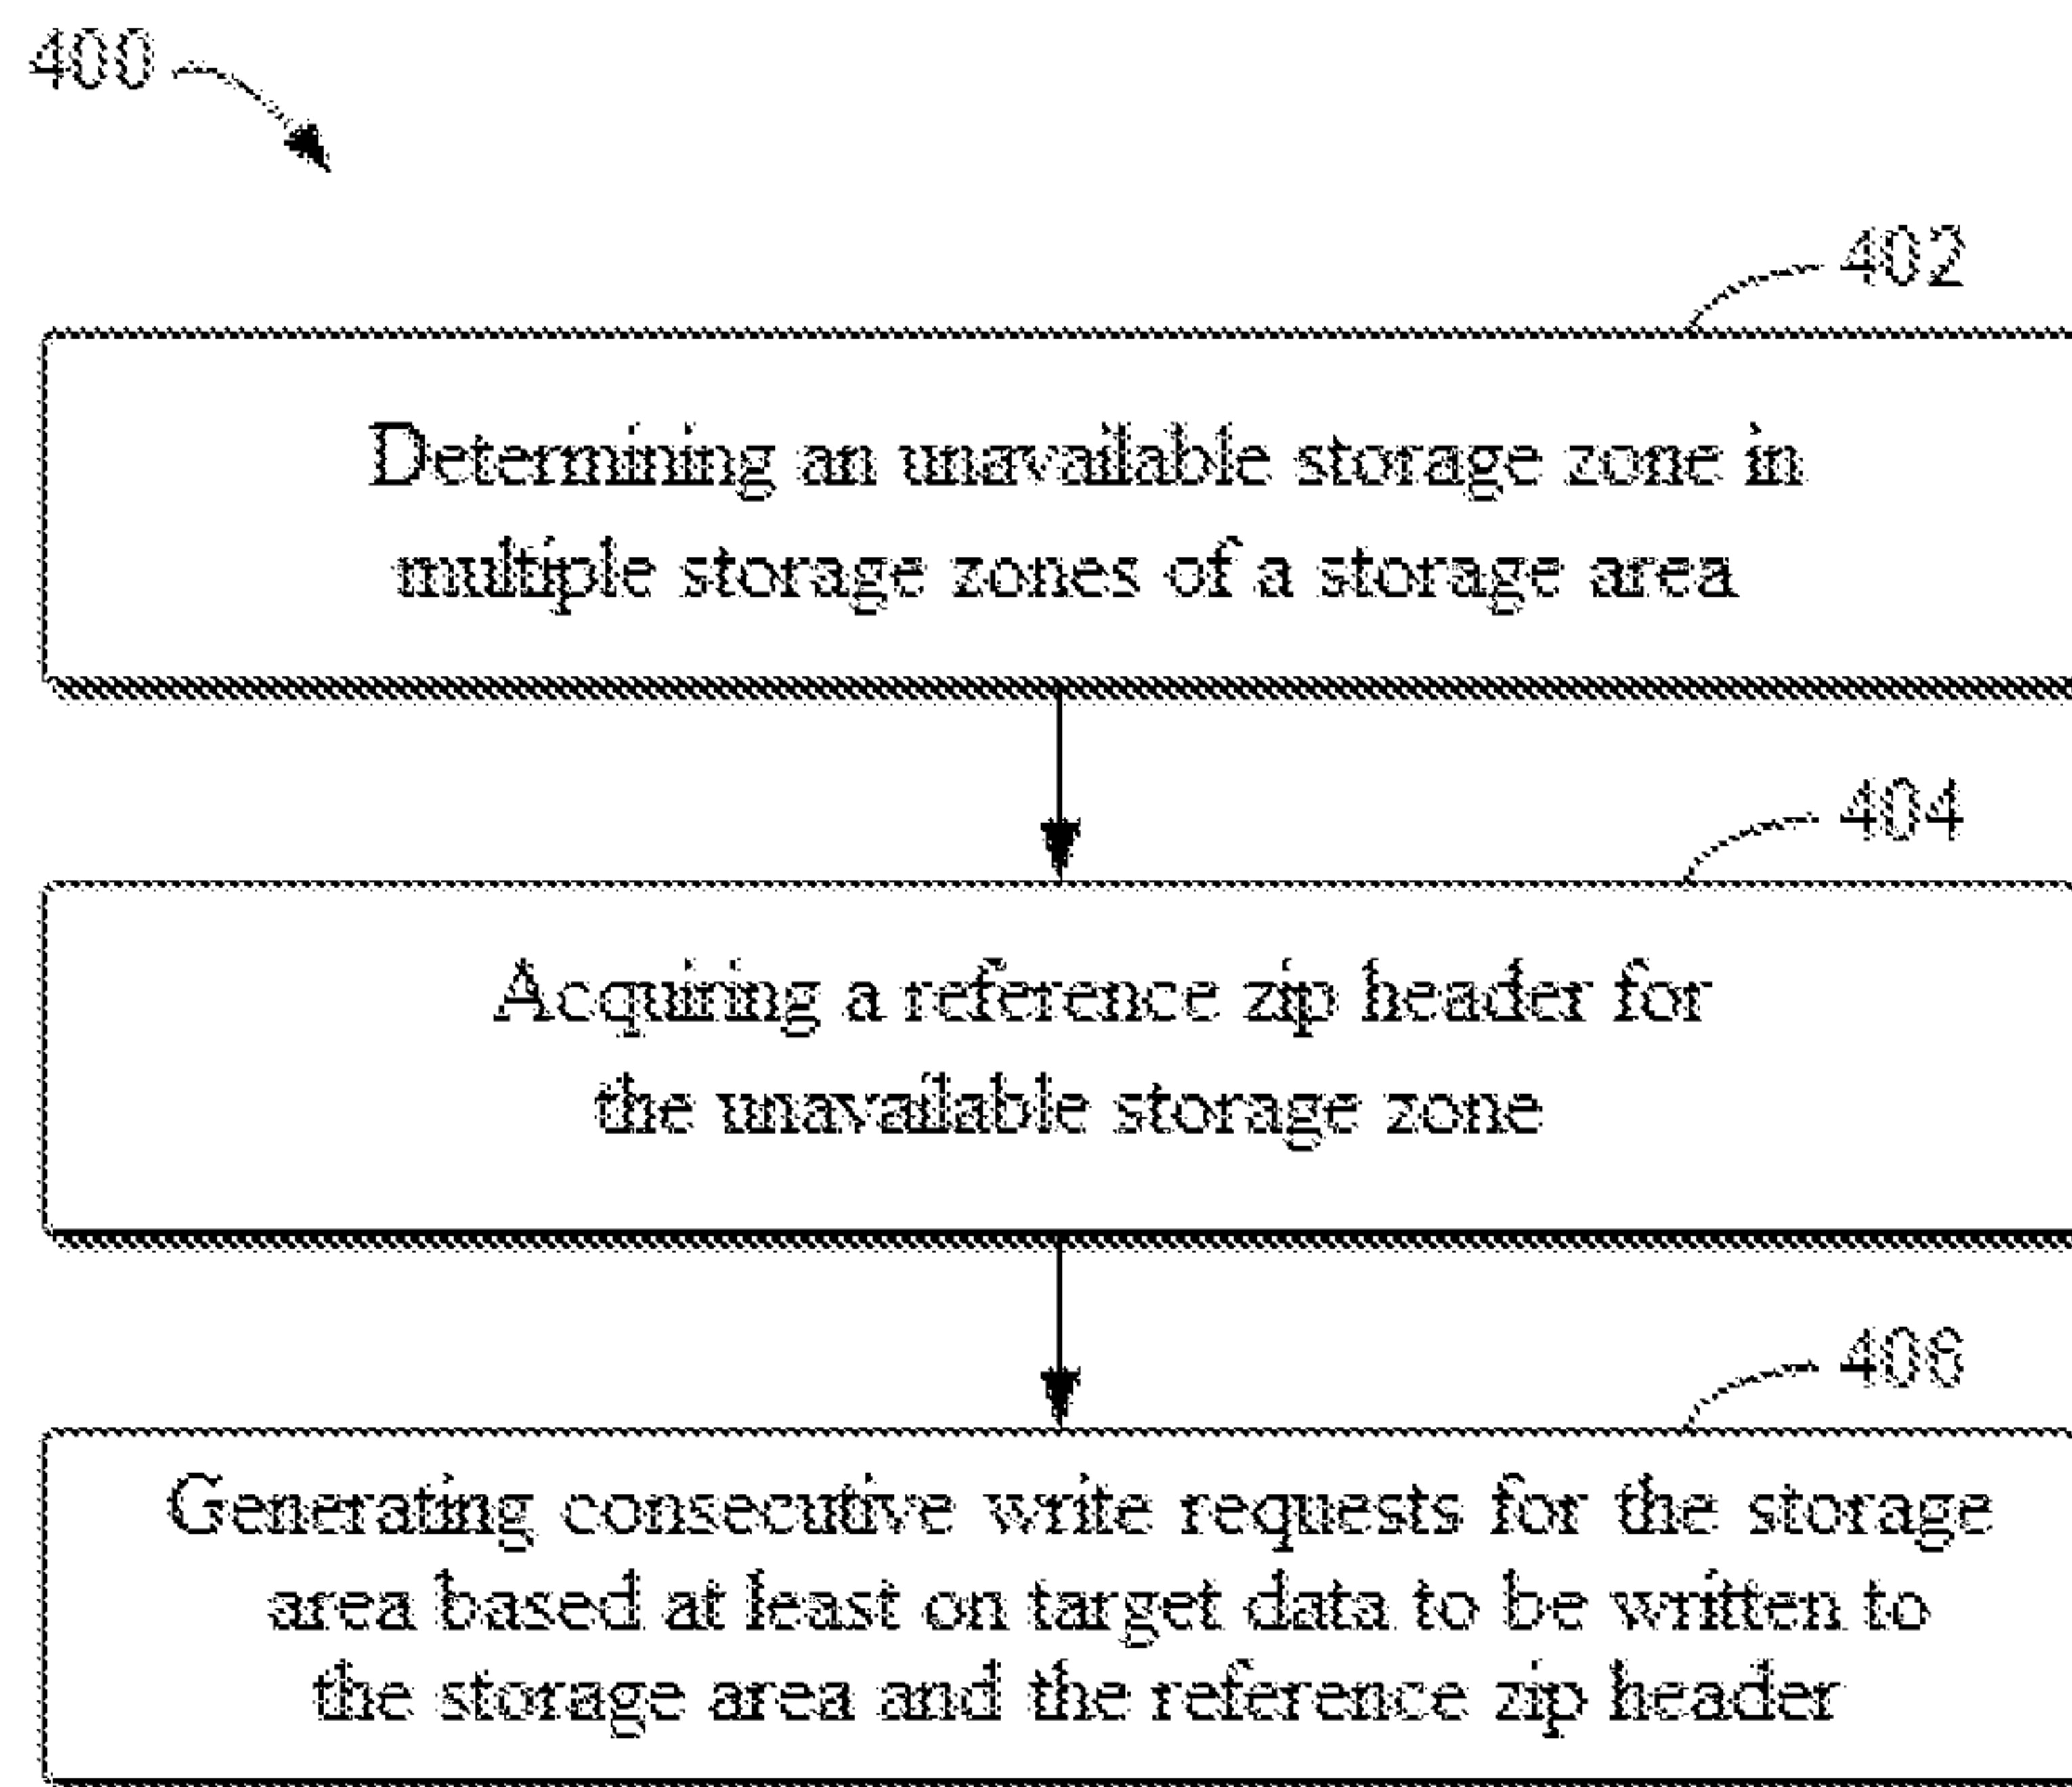 400
402
Determining an unavailable storage zone in
multiple storage zones of a storage area
404
Acquiring a reference zip header for
the unavailable storage zone
406
Generating consecutive write requests for the storage
area based at least on target data to be written to
the storage area and the reference zip header